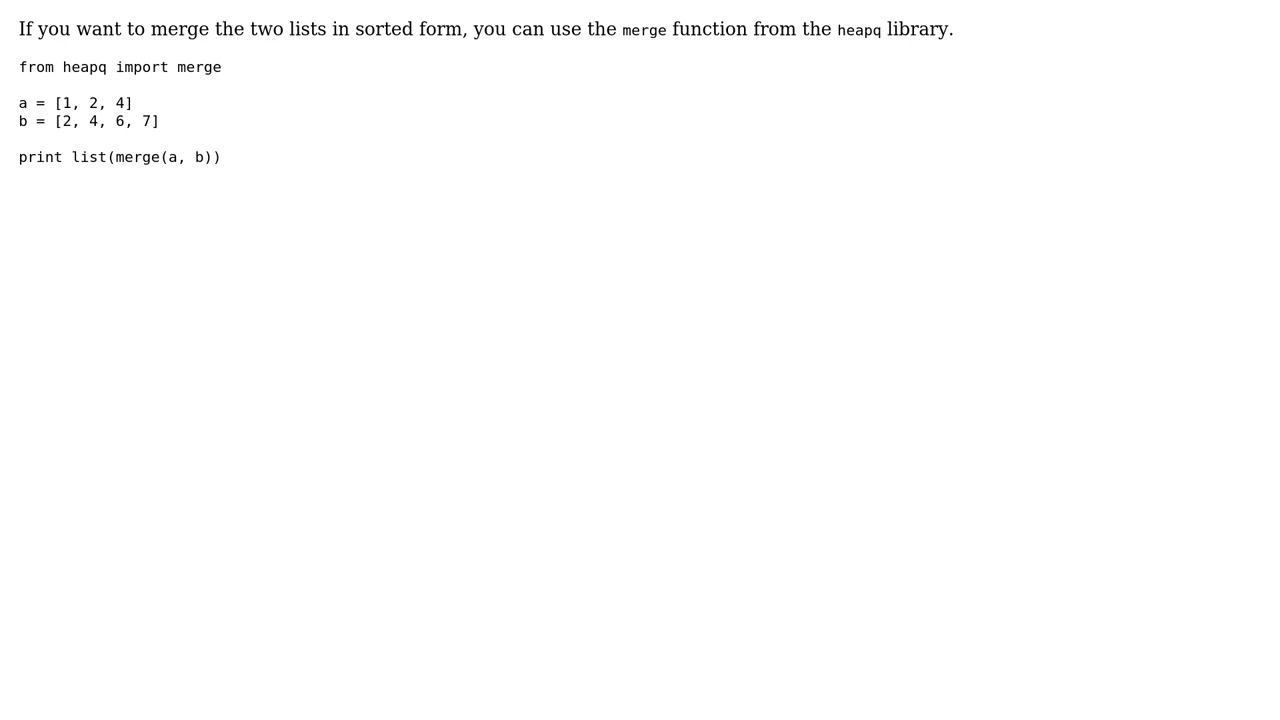 If you want to merge the two lists in sorted form, you can use the merge function from the heapq library.
from heapq import merge
a = [1, 2, 4]
b = [2, 4, 6, 7]
print list(merge(a, b))